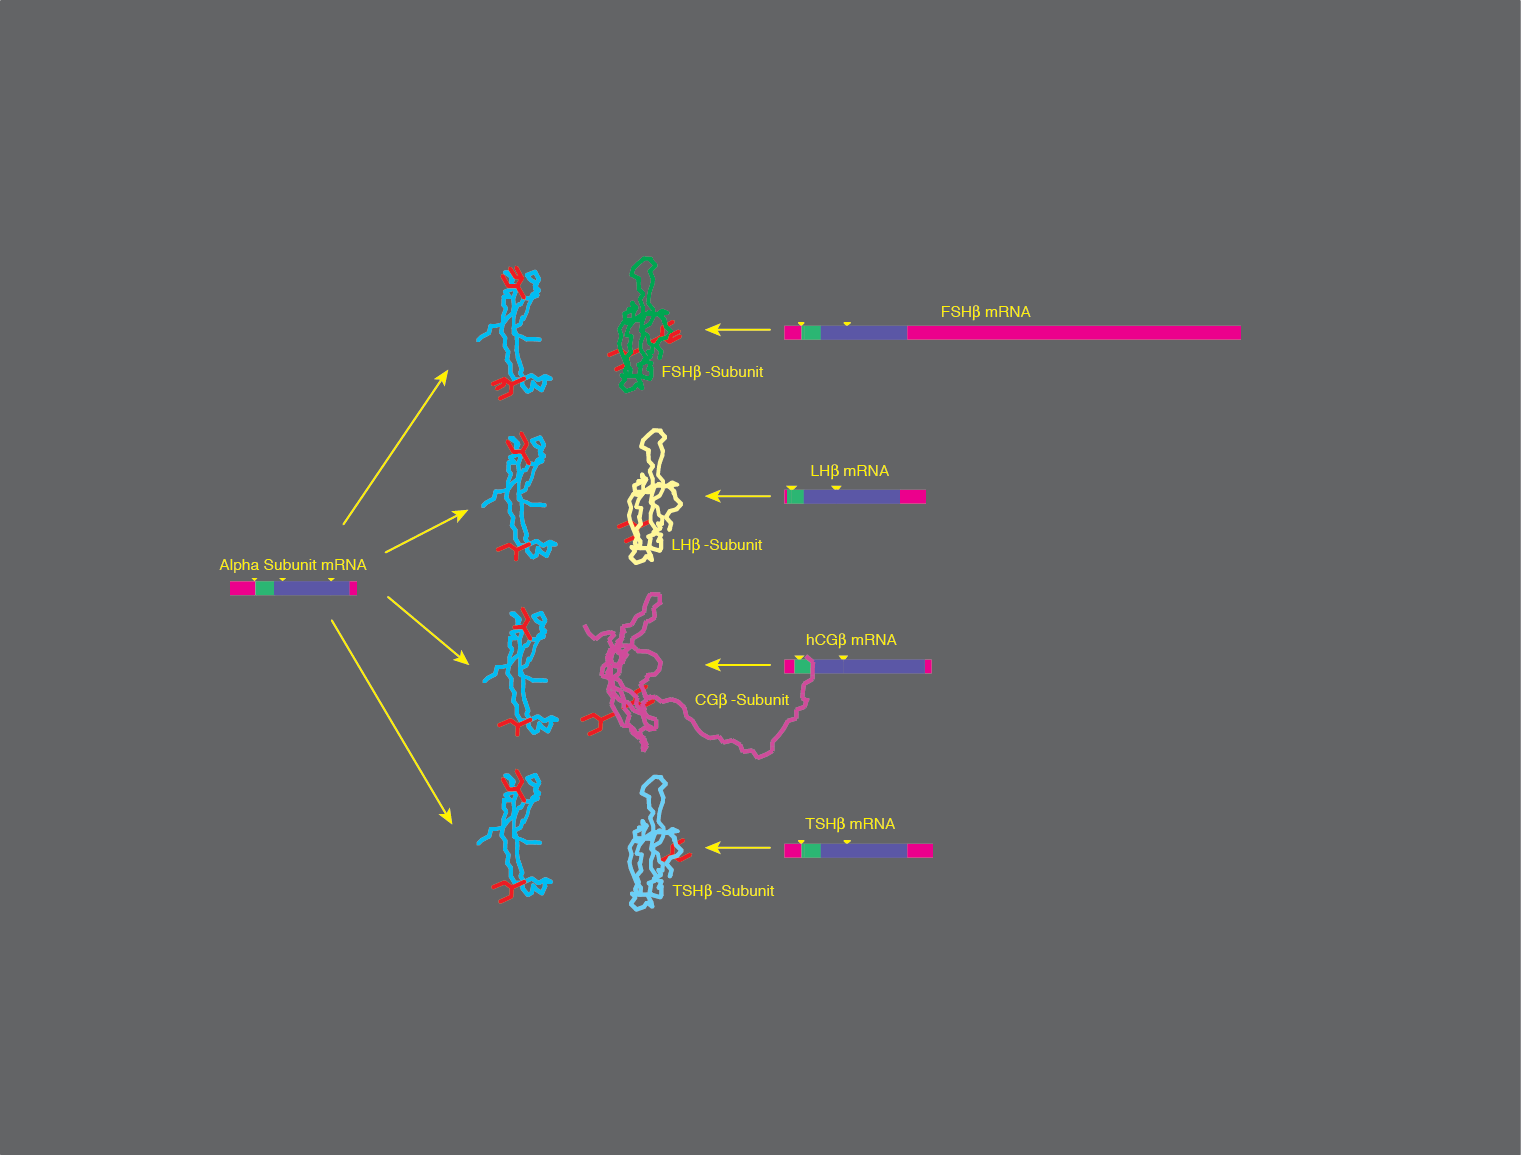 FSHβ mRNA
FSHβ -Subunit
LHβ mRNA
LHβ -Subunit
Alpha Subunit mRNA
hCGβ mRNA
CGβ -Subunit
TSHβ mRNA
TSHβ -Subunit